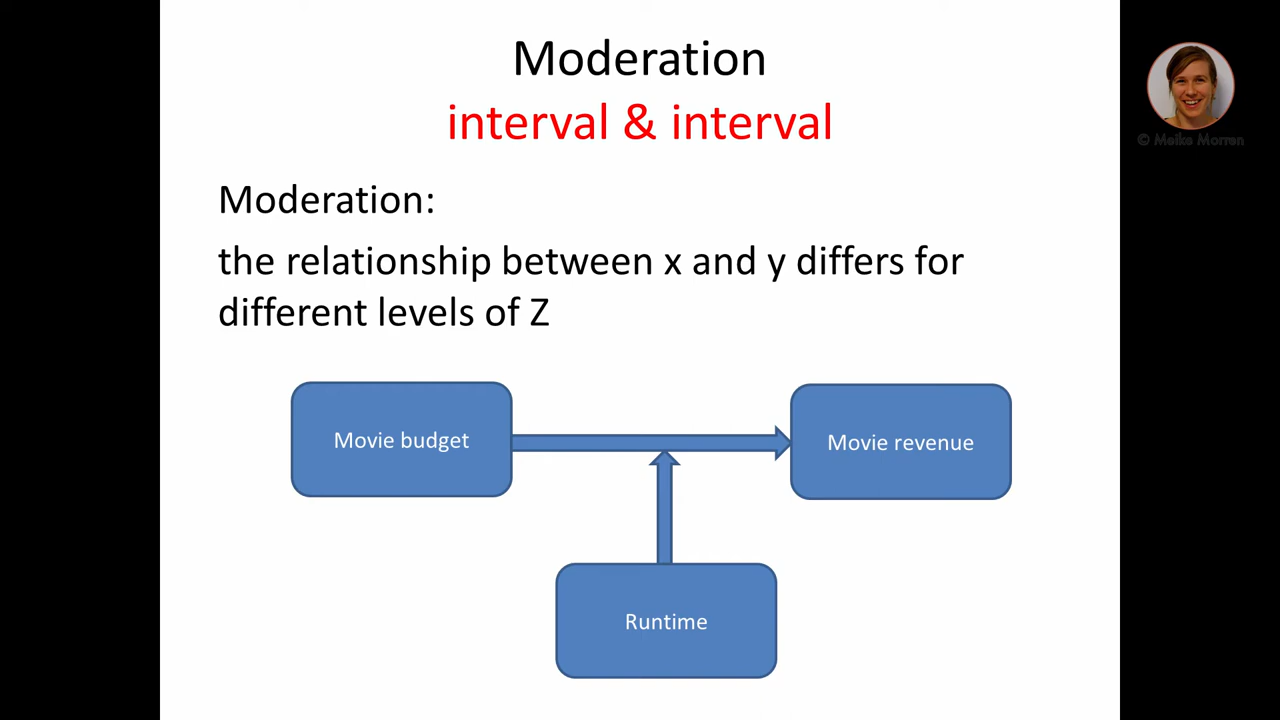 Moderation
interval & interval
© Meike Morren
Moderation:
the relationship between x and y differs for
different levels of Z
Movie budget
Movie revenue
Runtime